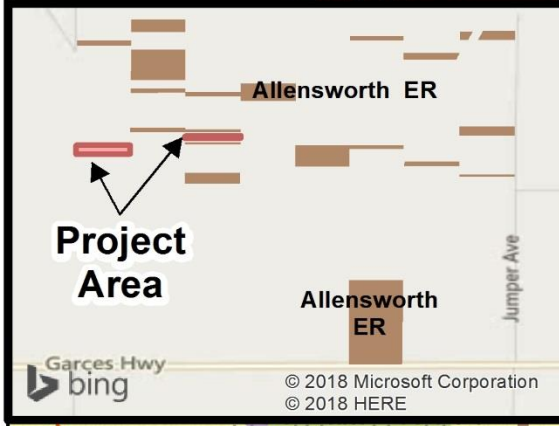 Allensworth ER
Project
Area
Allensworth
ER
Jumper Ave
Garces Hwy
bing
© 2018 Microsoft Corporation
© 2018 HERE